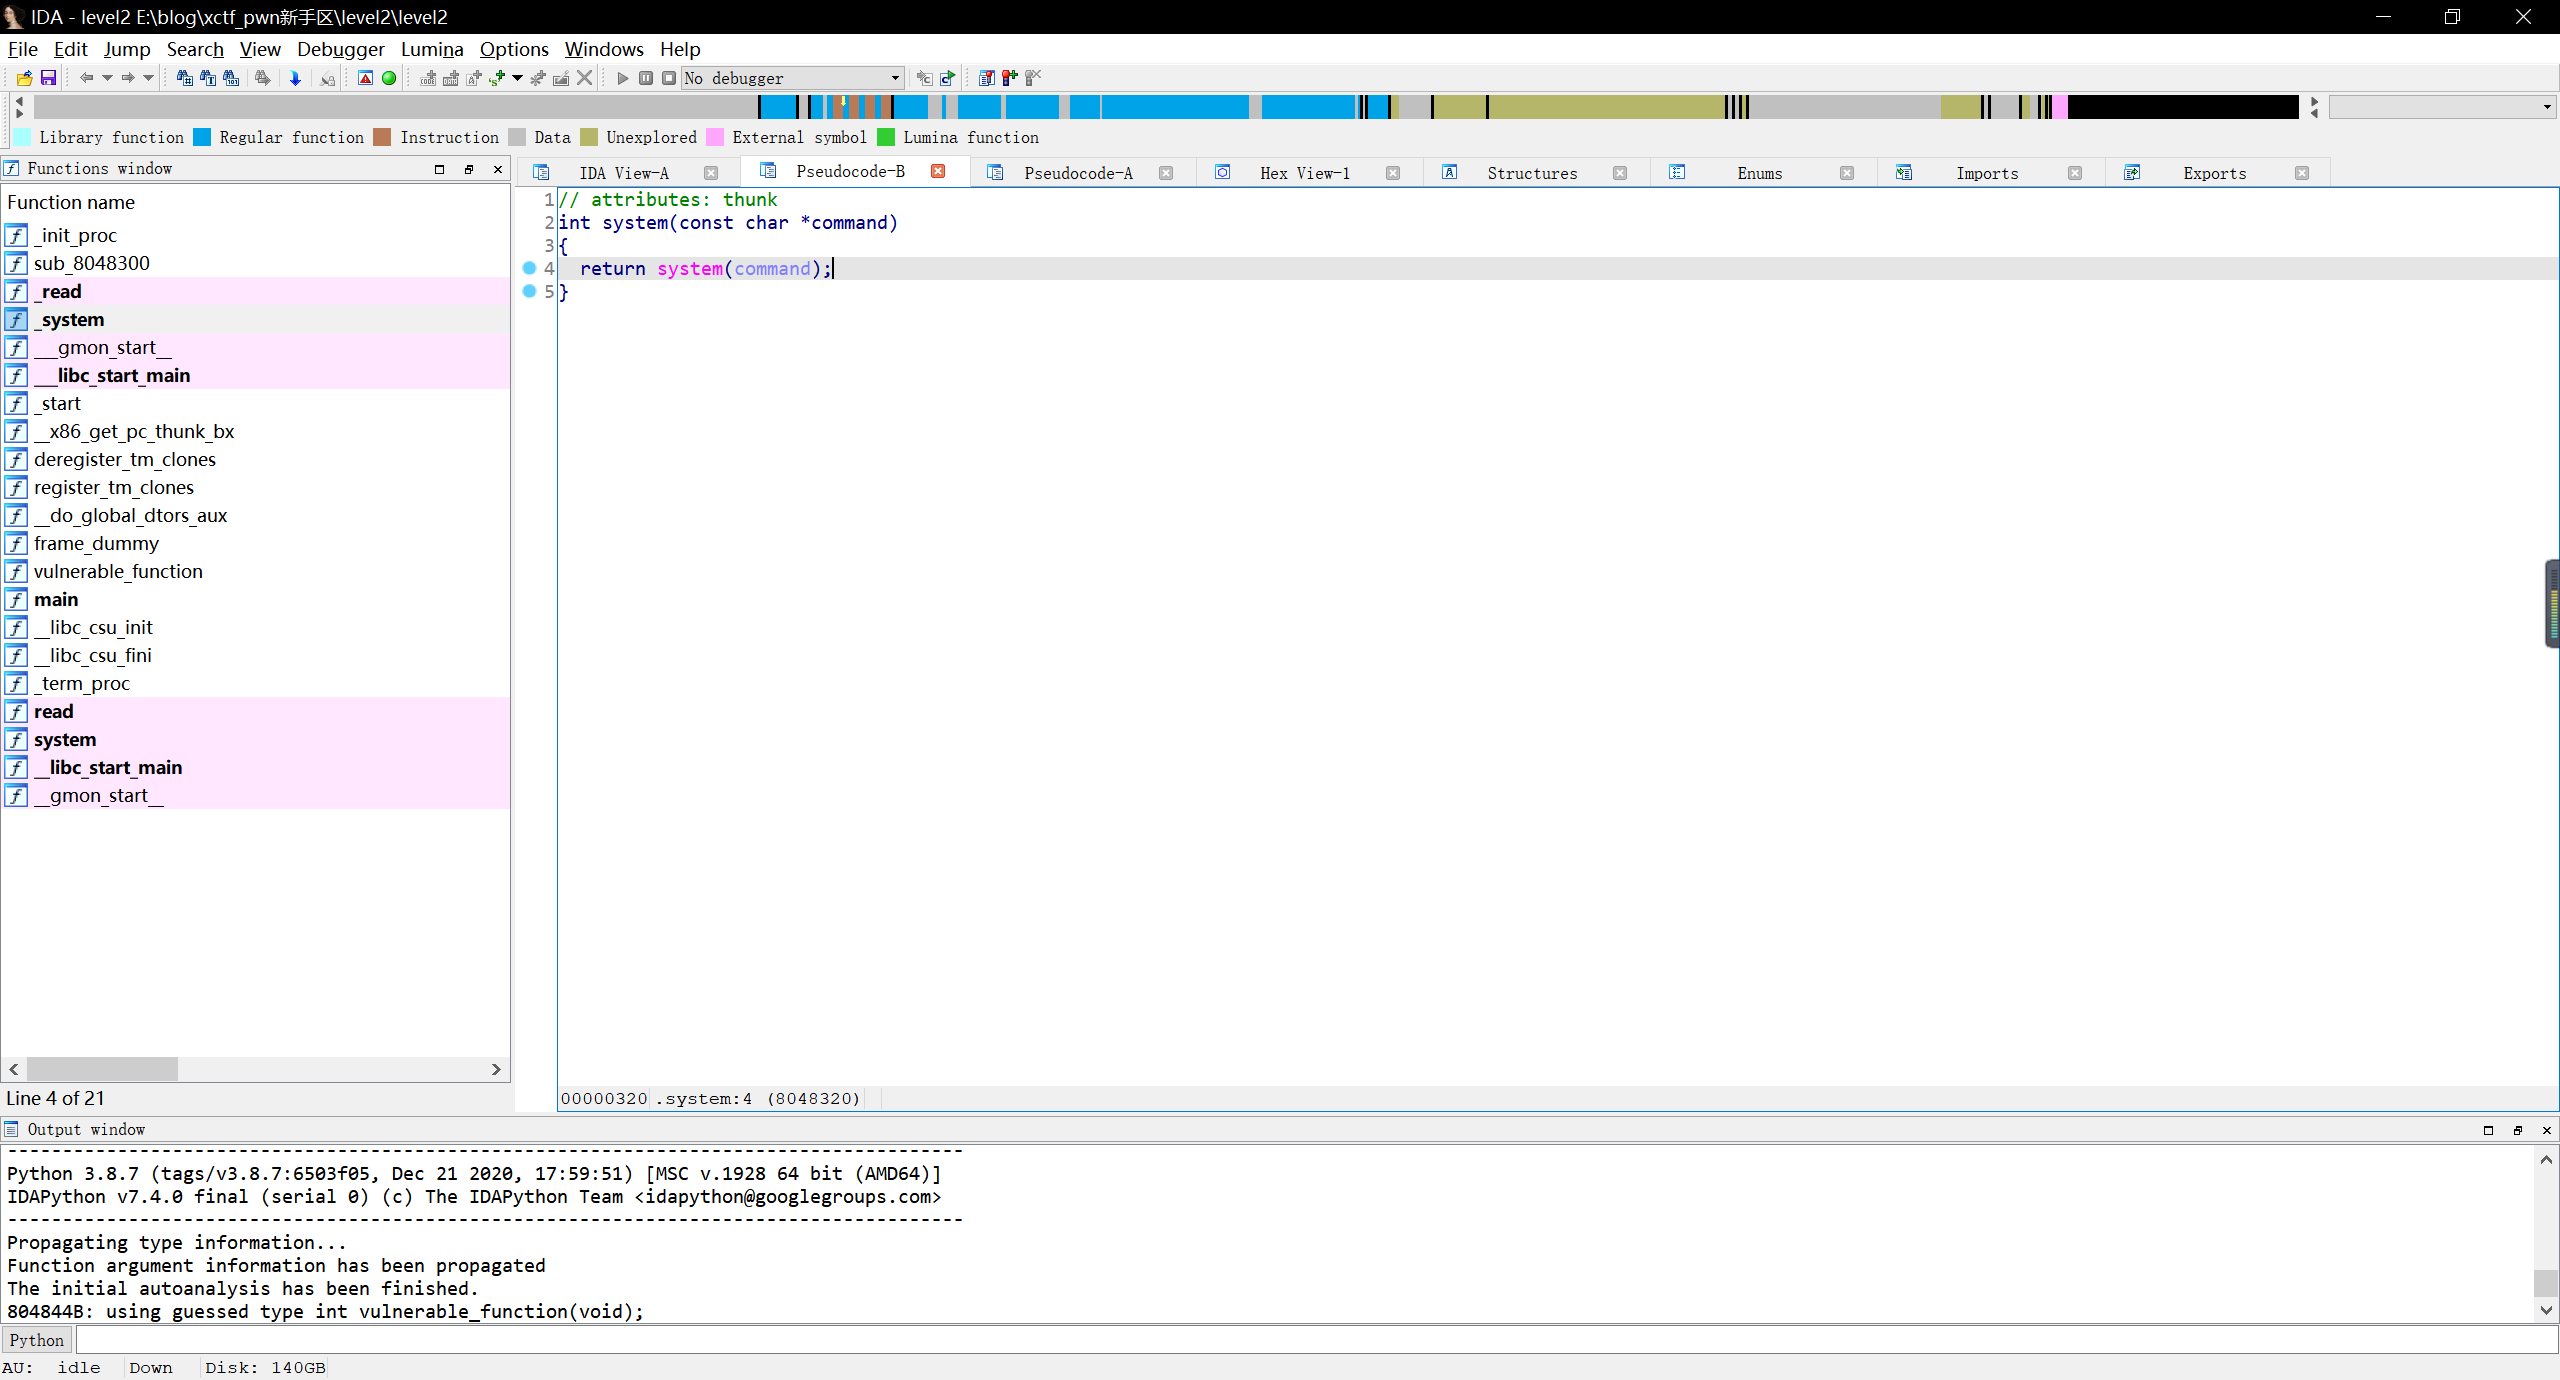 IDA - level2 E:\blog\xctf_pwn新手区\level2\level2
File Edit Jump Search View Debugger Lumina Options Windows Help
No debugger
Library function Regular function Instruction Data Unexplored External symbol Lumina function
Functions window
Function name
_init_proc
sub_8048300
_read
_system
___gmon_start__
___libc_start_main
_start
__x86_get_pc_thunk_bx
deregister_tm_clones
register_tm_clones
__do_global_dtors_aux
frame_dummy
vulnerable_function
main
__libc_csu_init
__libc_csu_fini
_term_proc
read
system
__libc_start_main
__gmon_start__
Line 4 of 21
IDA View-A Pseudocode-B Pseudocode-A Hex View-1 Structures Enums Imports Exports
1 // attributes: thunk
2 int system(const char *command)
3 {
4 return system(command);
5 }
00000320 .system:4 (8048320)
Output window
---------------------------------------------------------------------------------------
Python 3.8.7 (tags/v3.8.7:6503f05, Dec 21 2020, 17:59:51) [MSC v.1928 64 bit (AMD64)]
IDAPython v7.4.0 final (serial 0) (c) The IDAPython Team <idapython@googlegroups.com>
---------------------------------------------------------------------------------------
Propagating type information...
Function argument information has been propagated
The initial autoanalysis has been finished.
804844B: using guessed type int vulnerable_function(void);
Python
AU: idle Down Disk: 140GB